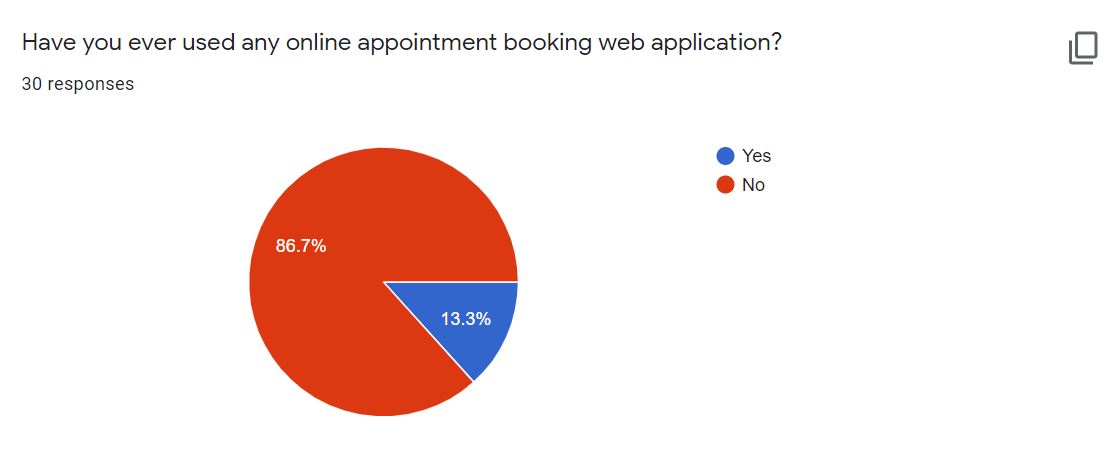 Have you ever used any online appointment booking web application?
30 responses
Yes
No
86.7%
13.3%